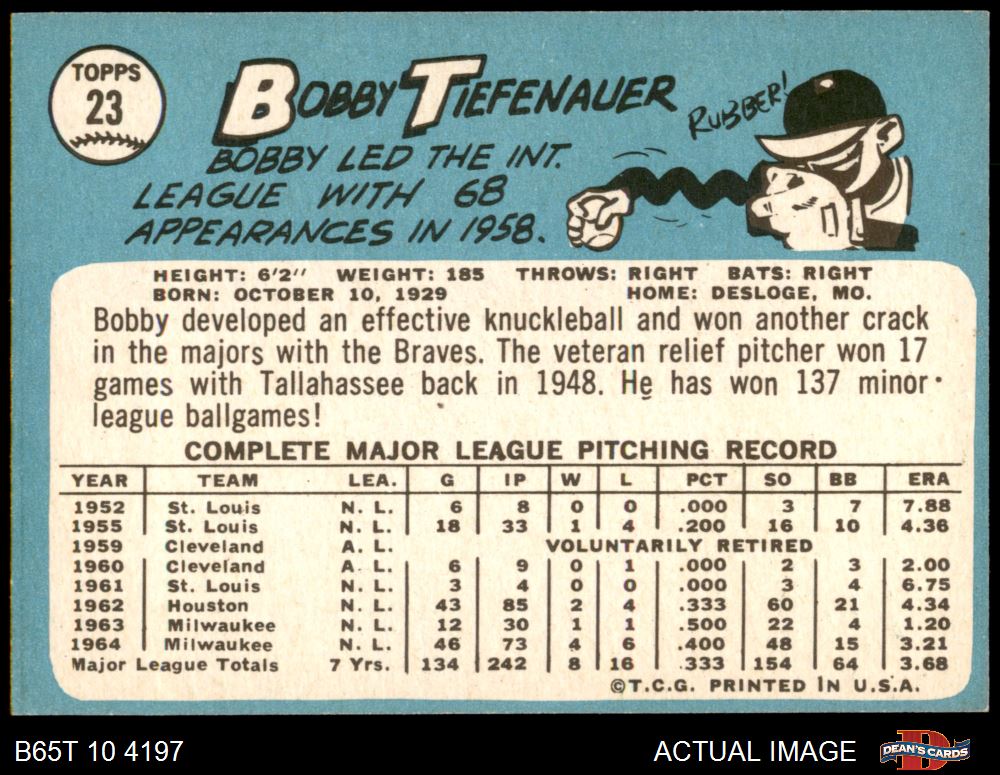 TOPPS
23
BOBBY TIEFENAUER
RUBBER!
BOBBY LED THE INT.
LEAGUE WITH 68
APPEARANCES IN 1958.
HEIGHT: 6'2" WEIGHT: 185 THROWS: RIGHT BATS: RIGHT
BORN: OCTOBER 10, 1929 HOME: DESLOGE, MO.
Bobby developed an effective knuckleball and won another crack
in the majors with the Braves. The veteran relief pitcher won 17
games with Tallahassee back in 1948. He has won 137 minor
league ballgames!
COMPLETE MAJOR LEAGUE PITCHING RECORD
YEAR TEAM LEA. G IP W L PCT SO BB ERA
1952 St. Louis N. L. 6 8 0 0 .000 3 7 7.88
1955 St. Louis N. L. 18 33 1 4 .200 16 10 4.36
1959 Cleveland A. L. VOLUNTARILY RETIRED
1960 Cleveland A. L. 6 9 0 1 .000 2 3 2.00
1961 St. Louis N. L. 3 4 0 0 .000 3 4 6.75
1962 Houston N. L. 43 85 2 4 .333 60 21 4.34
1963 Milwaukee N. L. 12 30 1 1 .500 22 4 1.20
1964 Milwaukee N. L. 46 73 4 6 .400 48 15 3.21
Major League Totals 7 Yrs. 134 242 8 16 .333 154 64 3.68
©T.C.G. PRINTED IN U.S.A.
B65T 10 4197 ACTUAL IMAGE DEAN'S CARDS